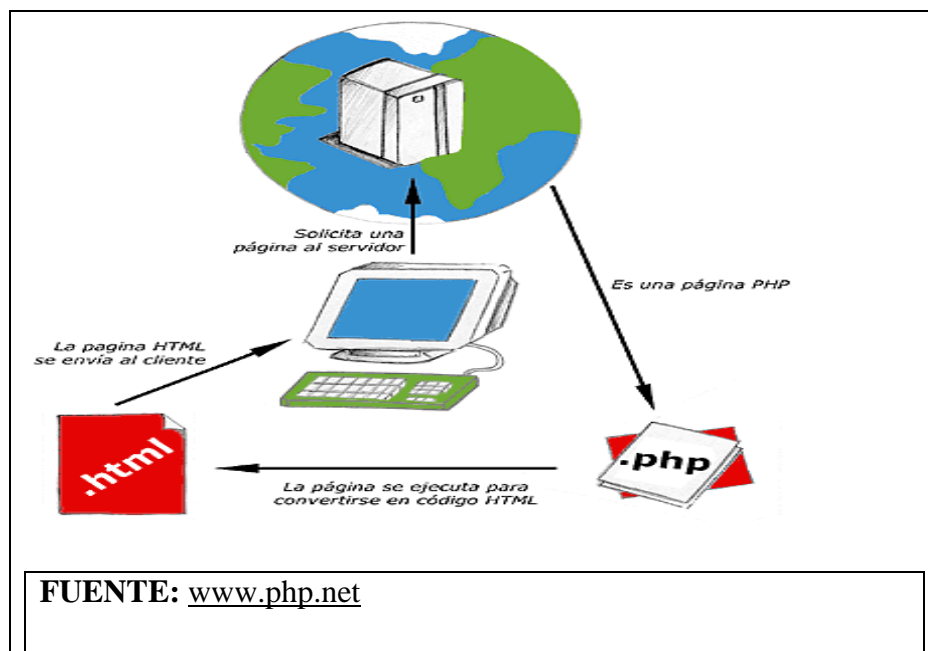 Solicita una
página al servidor
Es una página PHP
La pagina HTML
se envía al cliente
.html
.php
La página se ejecuta para
convertirse en código HTML
FUENTE: www.php.net